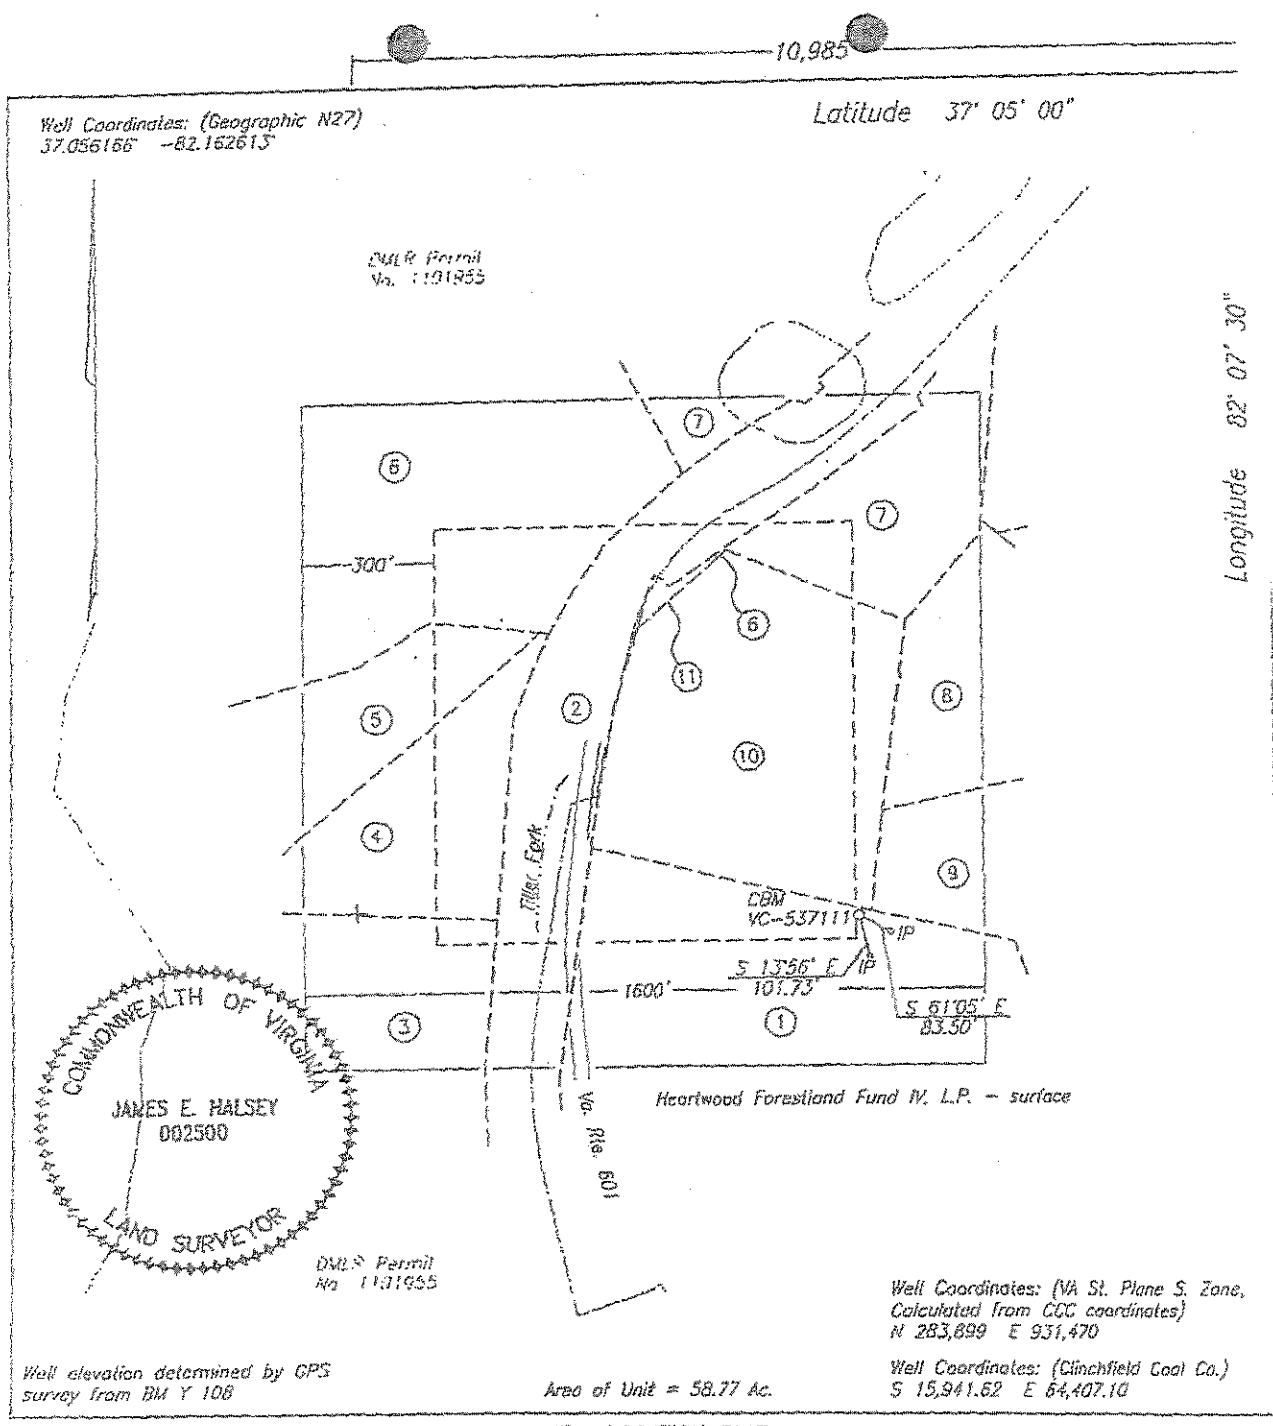 10,985
Well Coordinates: (Geographic N27)
37.056166° -82.162613°
Latitude 37° 05' 00"
DMLR Permit
No. 1101955
Longitude 82° 07' 30"
7
6
7
300'
6
11
2
5
8
10
4
Tiller Fork
9
CBM
VC-537111
IP
S 13°56' E
101.73'
IP
1600'
S 61°05' E
83.50'
3
1
COMMONWEALTH OF VIRGINIA
JAMES E. HALSEY
002500
LAND SURVEYOR
Heartwood Forestland Fund IV, L.P. - surface
Va. Rte. 601
DMLR Permit
No 1101955
Well Coordinates: (VA St. Plane S. Zone,
Calculated from CCC coordinates)
N 283,899 E 931,470
Well elevation determined by GPS
survey from BM Y 108
Area of Unit = 58.77 Ac.
Well Coordinates: (Clinchfield Coal Co.)
S 15,941.62 E 64,407.10